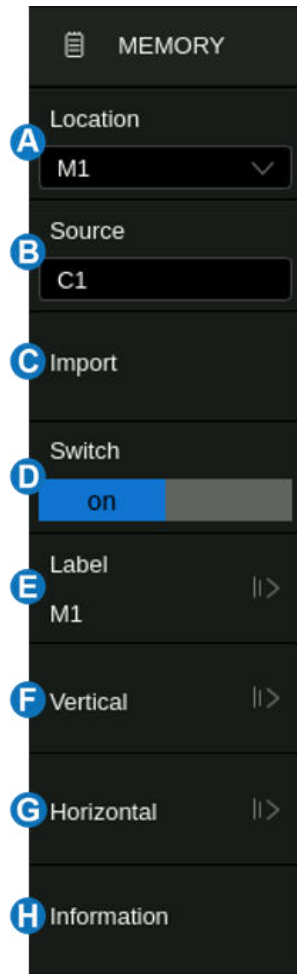 MEMORY
Location
A
M1
Source
B
C1
C Import
Switch
D
on
Label
E
M1
F Vertical
G Horizontal
H Information